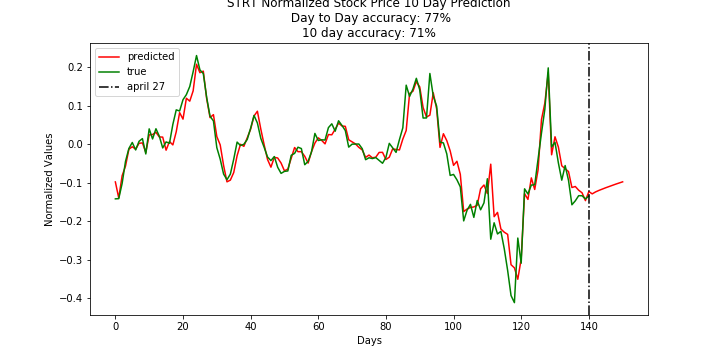 STRT Normalized Stock Price 10 Day Prediction
Day to Day accuracy: 77%
10 day accuracy: 71%
predicted
true
april 27
Normalized Values
0.2
0.1
0.0
−0.1
−0.2
−0.3
−0.4
0 20 40 60 80 100 120 140
Days